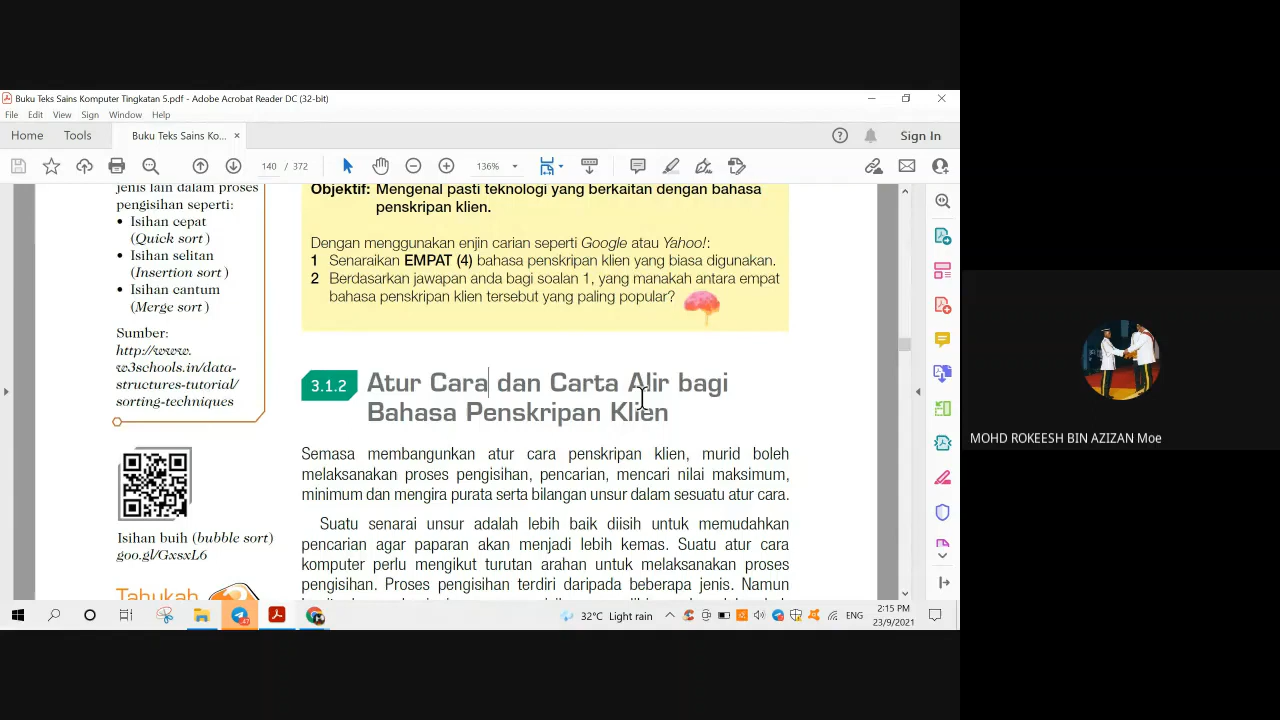 Buku Teks Sains Komputer Tingkatan 5.pdf - Adobe Acrobat Reader DC (32-bit)
File Edit View Sign Window Help
Home Tools Buku Teks Sains Ko... × Sign In
140 / 372 136%
jenis lain dalam proses
pengisihan seperti:
• Isihan cepat
(Quick sort)
• Isihan selitan
(Insertion sort)
• Isihan cantum
(Merge sort)
Sumber:
http://www.
w3schools.in/data-
structures-tutorial/
sorting-techniques
Isihan buih (bubble sort)
goo.gl/GxsxL6
Tahukah
Objektif: Mengenal pasti teknologi yang berkaitan dengan bahasa
penskripan klien.
Dengan menggunakan enjin carian seperti Google atau Yahoo!:
1 Senaraikan EMPAT (4) bahasa penskripan klien yang biasa digunakan.
2 Berdasarkan jawapan anda bagi soalan 1, yang manakah antara empat
bahasa penskripan klien tersebut yang paling popular?
3.1.2 Atur Cara dan Carta Alir bagi
Bahasa Penskripan Klien
Semasa membangunkan atur cara penskripan klien, murid boleh
melaksanakan proses pengisihan, pencarian, mencari nilai maksimum,
minimum dan mengira purata serta bilangan unsur dalam sesuatu atur cara.
Suatu senarai unsur adalah lebih baik diisih untuk memudahkan
pencarian agar paparan akan menjadi lebih kemas. Suatu atur cara
komputer perlu mengikut turutan arahan untuk melaksanakan proses
pengisihan. Proses pengisihan terdiri daripada beberapa jenis. Namun
MOHD ROKEESH BIN AZIZAN Moe
32°C Light rain ENG
2:15 PM
23/9/2021